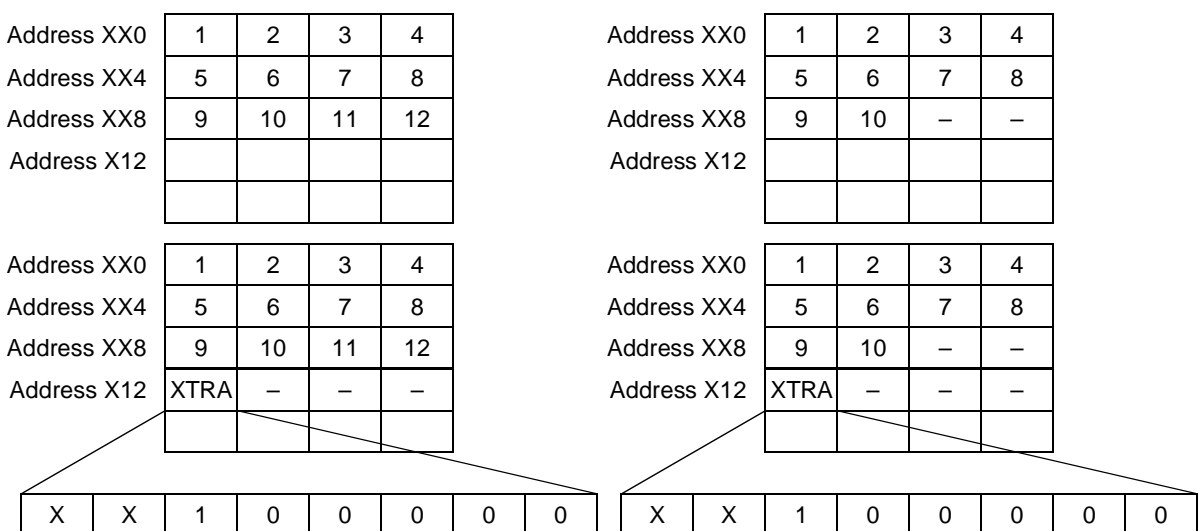 Address XX0 1 2 3 4
Address XX4 5 6 7 8
Address XX8 9 10 11 12
Address X12
Address XX0 1 2 3 4
Address XX4 5 6 7 8
Address XX8 9 10 – –
Address X12
Address XX0 1 2 3 4
Address XX4 5 6 7 8
Address XX8 9 10 11 12
Address X12 XTRA – – –
X X 1 0 0 0 0 0
Address XX0 1 2 3 4
Address XX4 5 6 7 8
Address XX8 9 10 – –
Address X12 XTRA – – –
X X 1 0 0 0 0 0